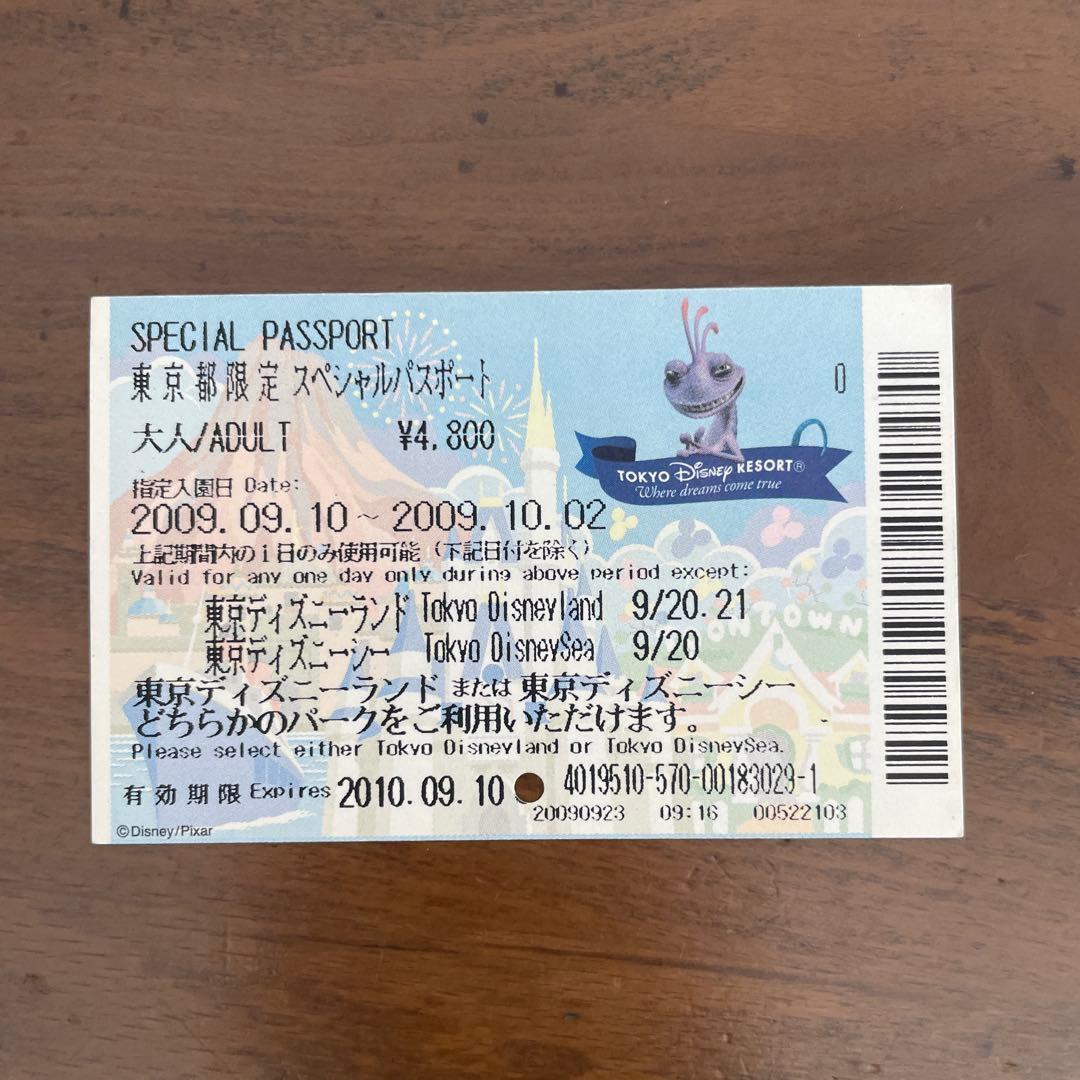 SPECIAL PASSPORT
東京都限定 スペシャルパスポート
大人/ADULT ¥4,800
0
TOKYO Disney RESORT®
Where dreams come true
指定入園日 Date:
2009.09.10 ~ 2009.10.02
上記期間内の1日のみ使用可能 (下記日付を除く)
Valid for any one day only during above period except:
東京ディズニーランド Tokyo Disneyland 9/20.21
東京ディズニーシー Tokyo DisneySea 9/20
ONTOWN
東京ディズニーランド または 東京ディズニーシー
どちらかのパークをご利用いただけます。
Please select either Tokyo Disneyland or Tokyo DisneySea.
有効期限 Expires 2010.09.10 4019510-570-00183029-1
20090923 09:16 00522103
©Disney/Pixar